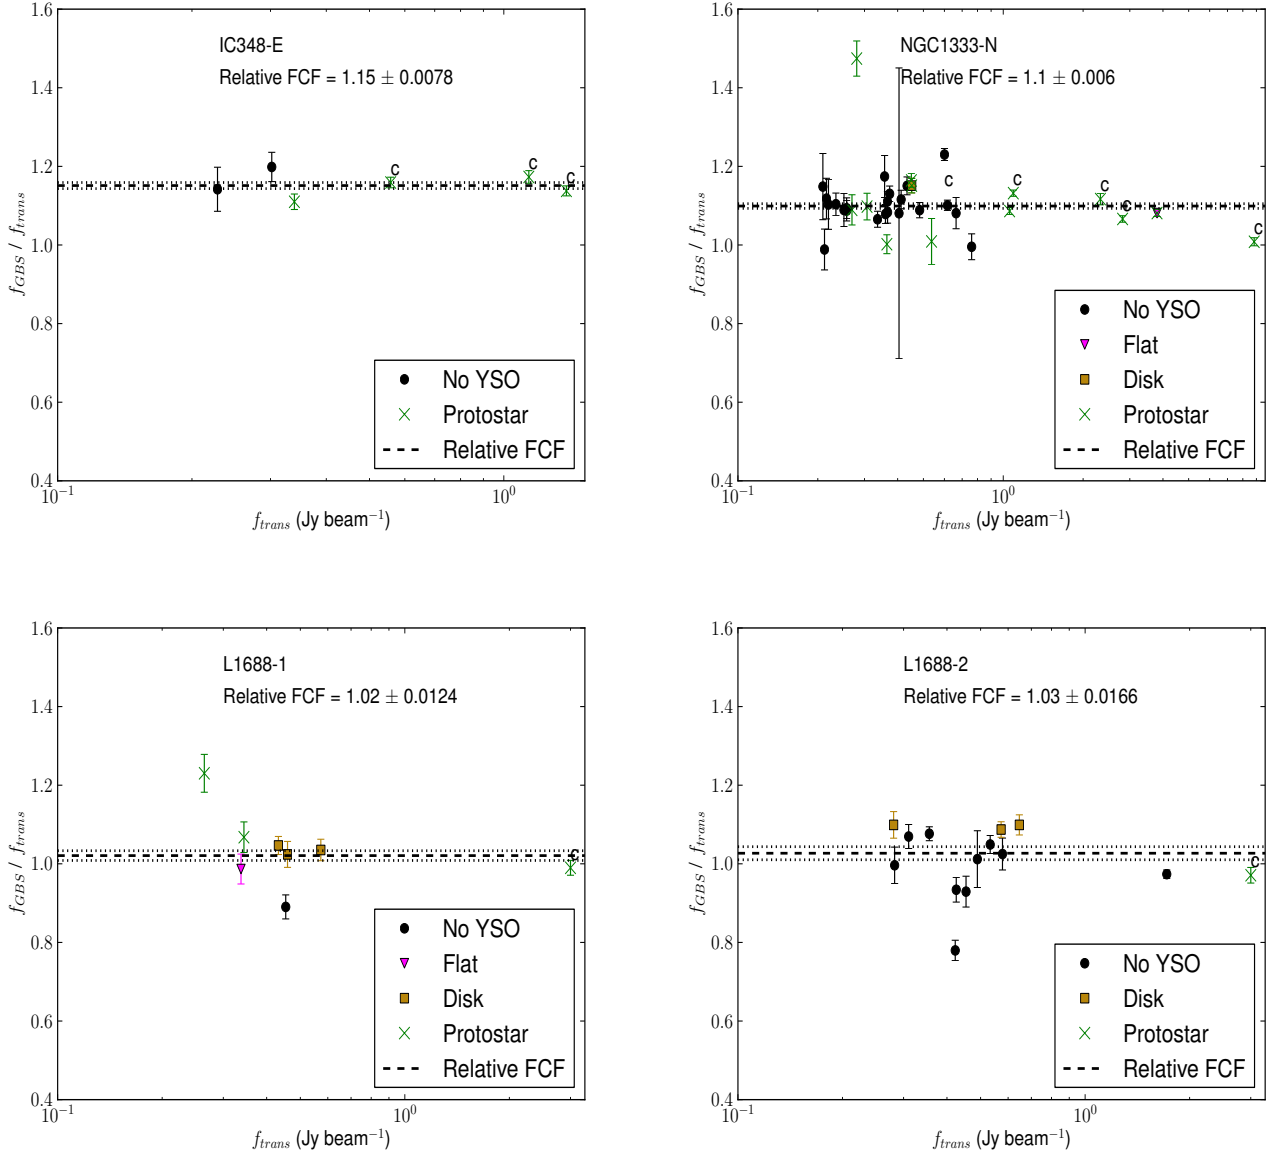 IC348-E
Relative FCF = 1.15 ± 0.0078
1.6
1.4
1.2
1.0
0.8
0.6
0.4
f_GBS / f_trans
C
C
C
No YSO
Protostar
Relative FCF
10^-1
10^0
f_trans (Jy beam^-1)
NGC1333-N
Relative FCF = 1.1 ± 0.006
1.6
1.4
1.2
1.0
0.8
0.6
0.4
f_GBS / f_trans
C
C
C
C
C
No YSO
Flat
Disk
Protostar
Relative FCF
10^-1
10^0
f_trans (Jy beam^-1)
L1688-1
Relative FCF = 1.02 ± 0.0124
1.6
1.4
1.2
1.0
0.8
0.6
0.4
f_GBS / f_trans
C
No YSO
Flat
Disk
Protostar
Relative FCF
10^-1
10^0
f_trans (Jy beam^-1)
L1688-2
Relative FCF = 1.03 ± 0.0166
1.6
1.4
1.2
1.0
0.8
0.6
0.4
f_GBS / f_trans
C
No YSO
Disk
Protostar
Relative FCF
10^-1
10^0
f_trans (Jy beam^-1)